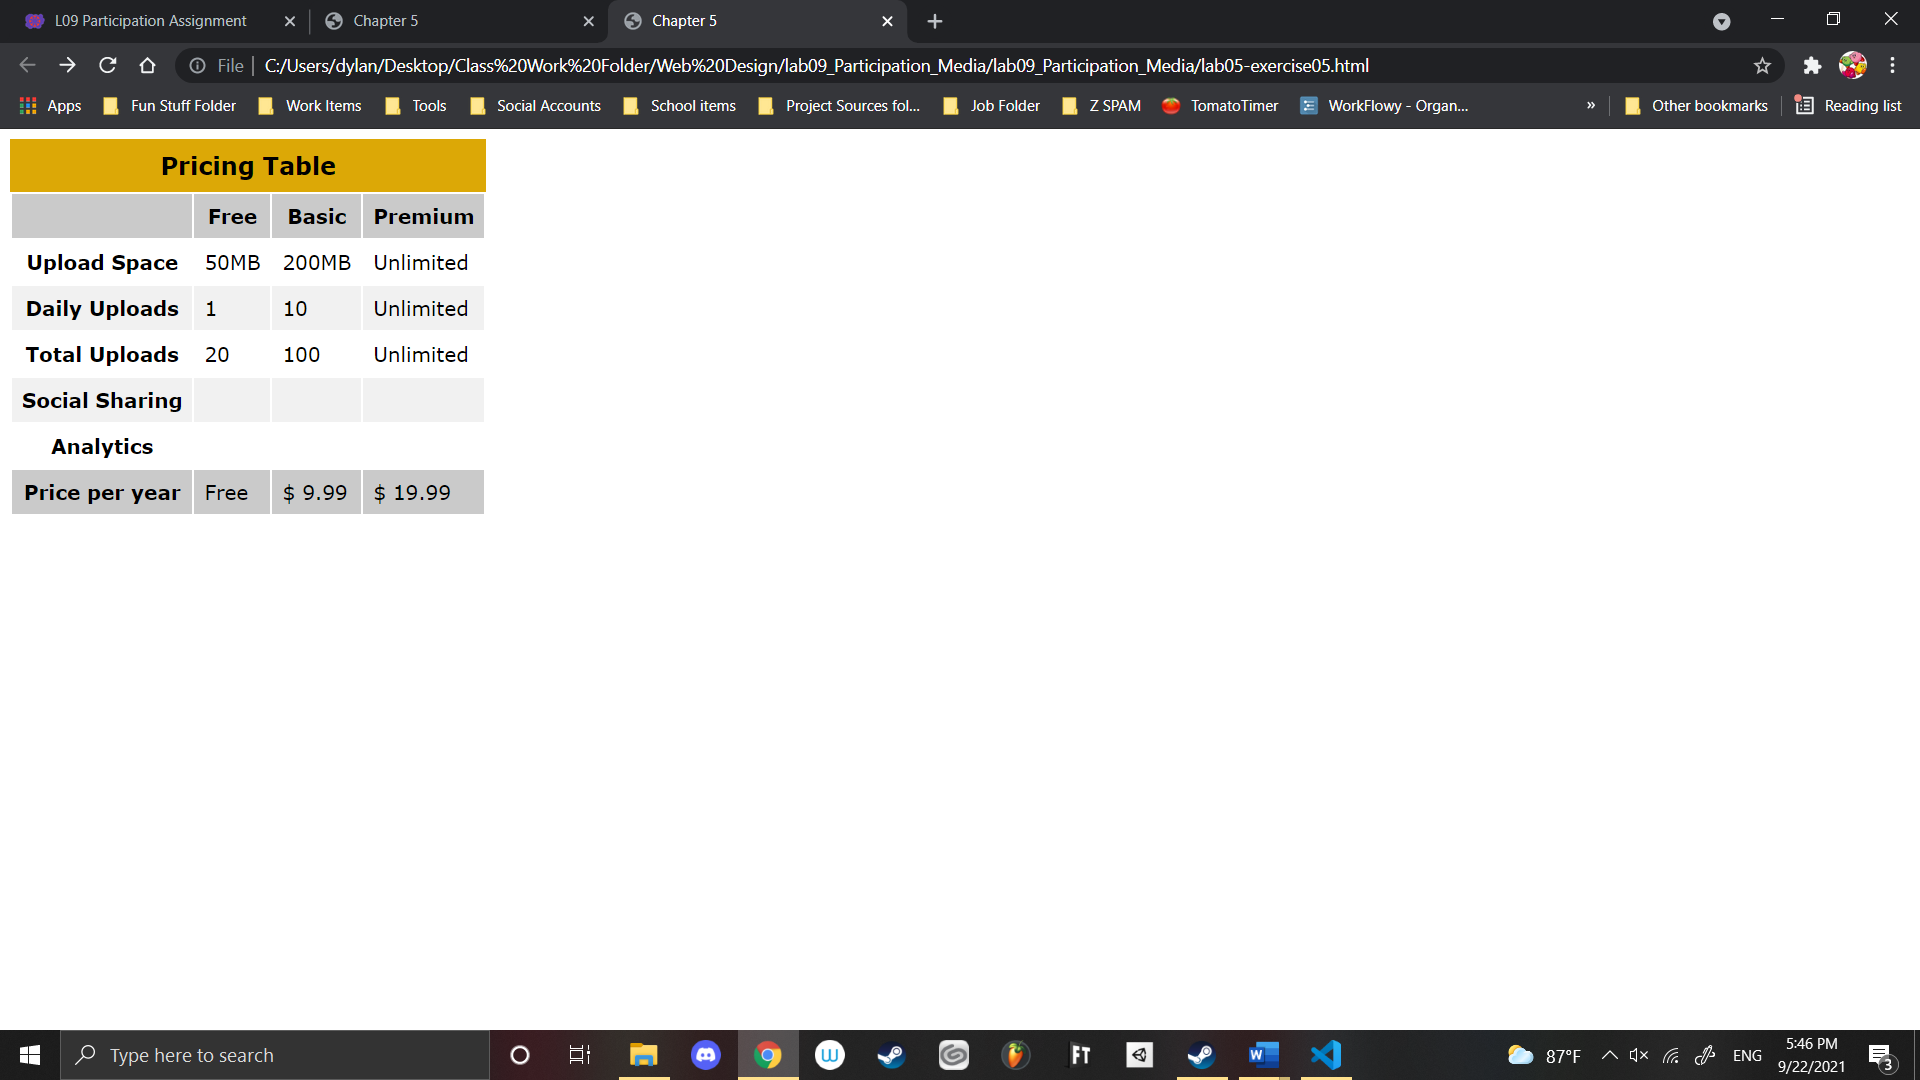 L09 Participation Assignment
Chapter 5
Chapter 5
File
C:/Users/dylan/Desktop/Class%20Work%20Folder/Web%20Design/lab09_Participation_Media/lab09_Participation_Media/lab05-exercise05.html
Apps
Fun Stuff Folder
Work Items
Tools
Social Accounts
School items
Project Sources fol...
Job Folder
Z SPAM
TomatoTimer
WorkFlowy - Organ...
»
Other bookmarks
Reading list
Pricing Table
Free Basic Premium
Upload Space 50MB 200MB Unlimited
Daily Uploads 1 10 Unlimited
Total Uploads 20 100 Unlimited
Social Sharing
Analytics
Price per year Free $ 9.99 $ 19.99
Type here to search
FT
87°F
ENG
5:46 PM
9/22/2021
3